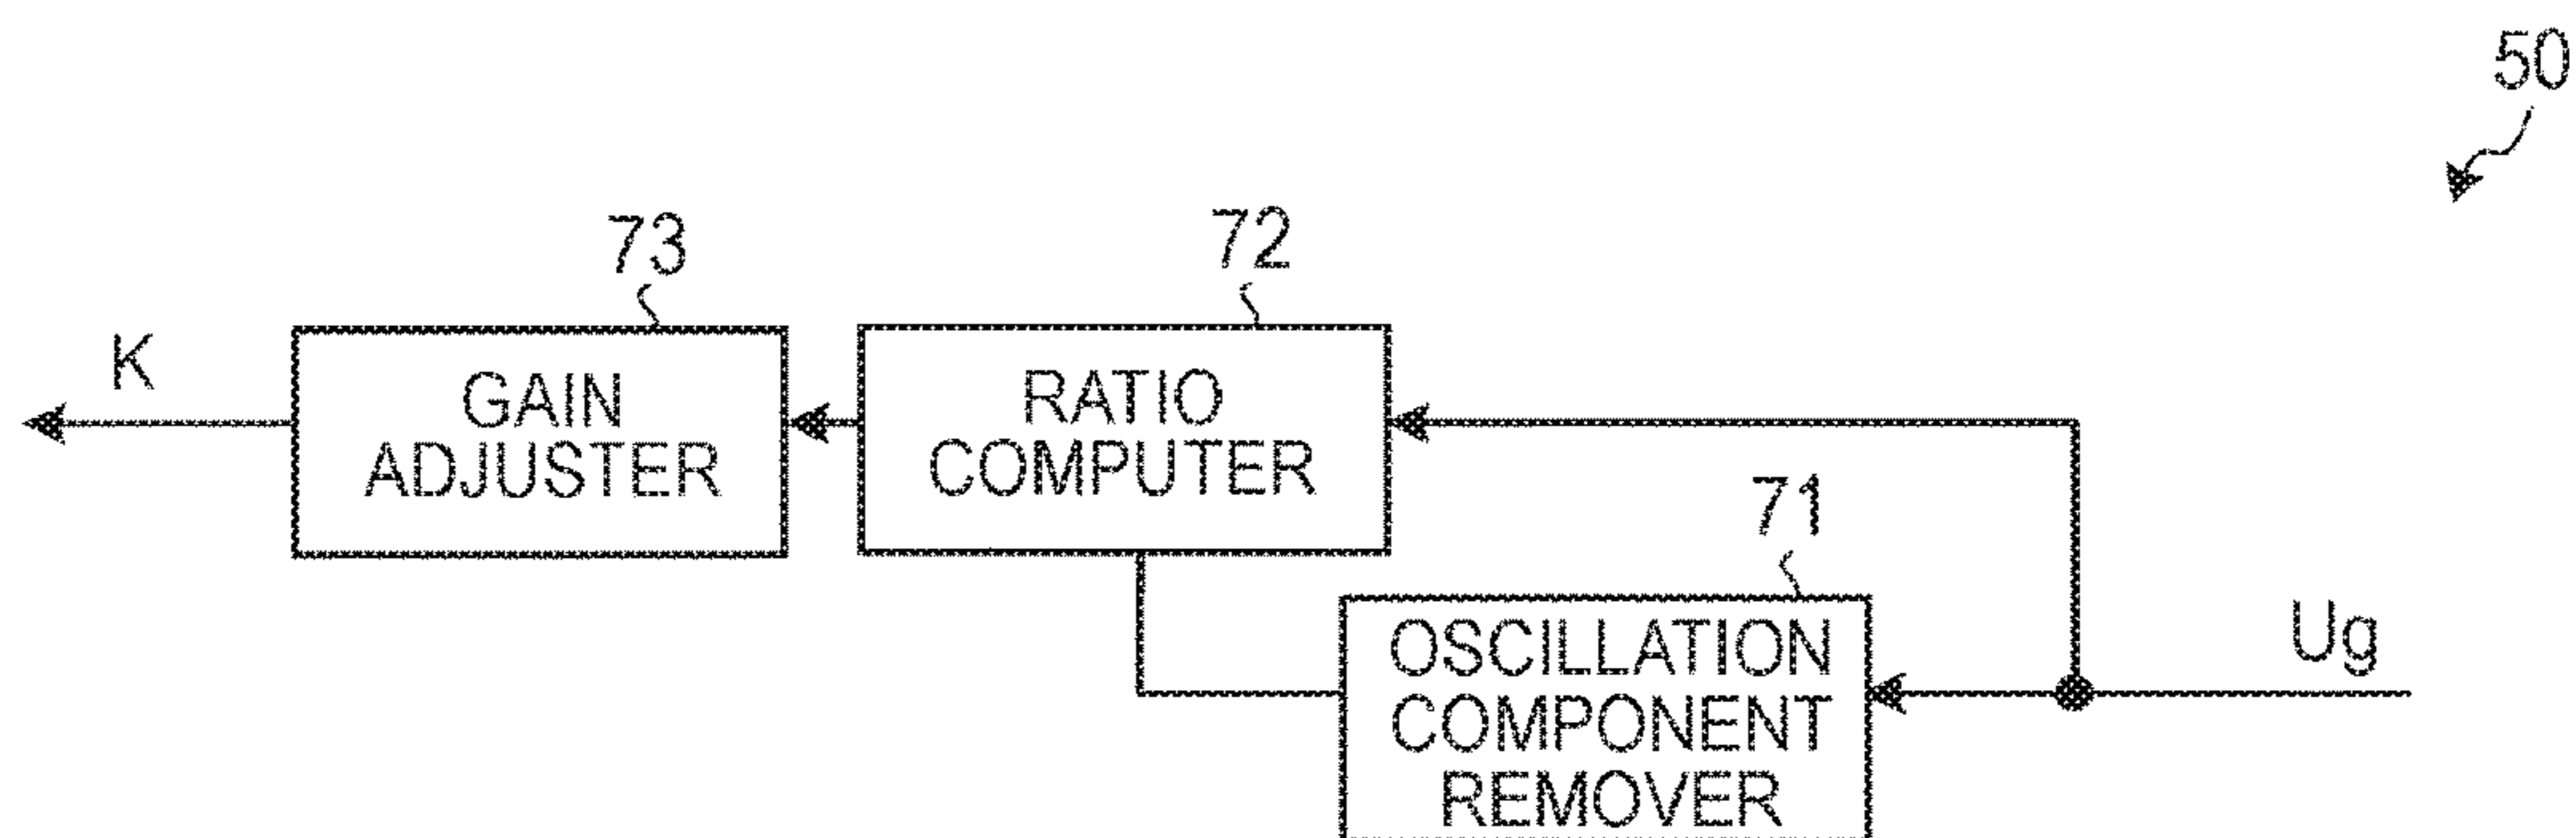 50
73
72
K
GAIN
ADJUSTER
RATIO
COMPUTER
71
OSCILLATION
COMPONENT
REMOVER
Ug